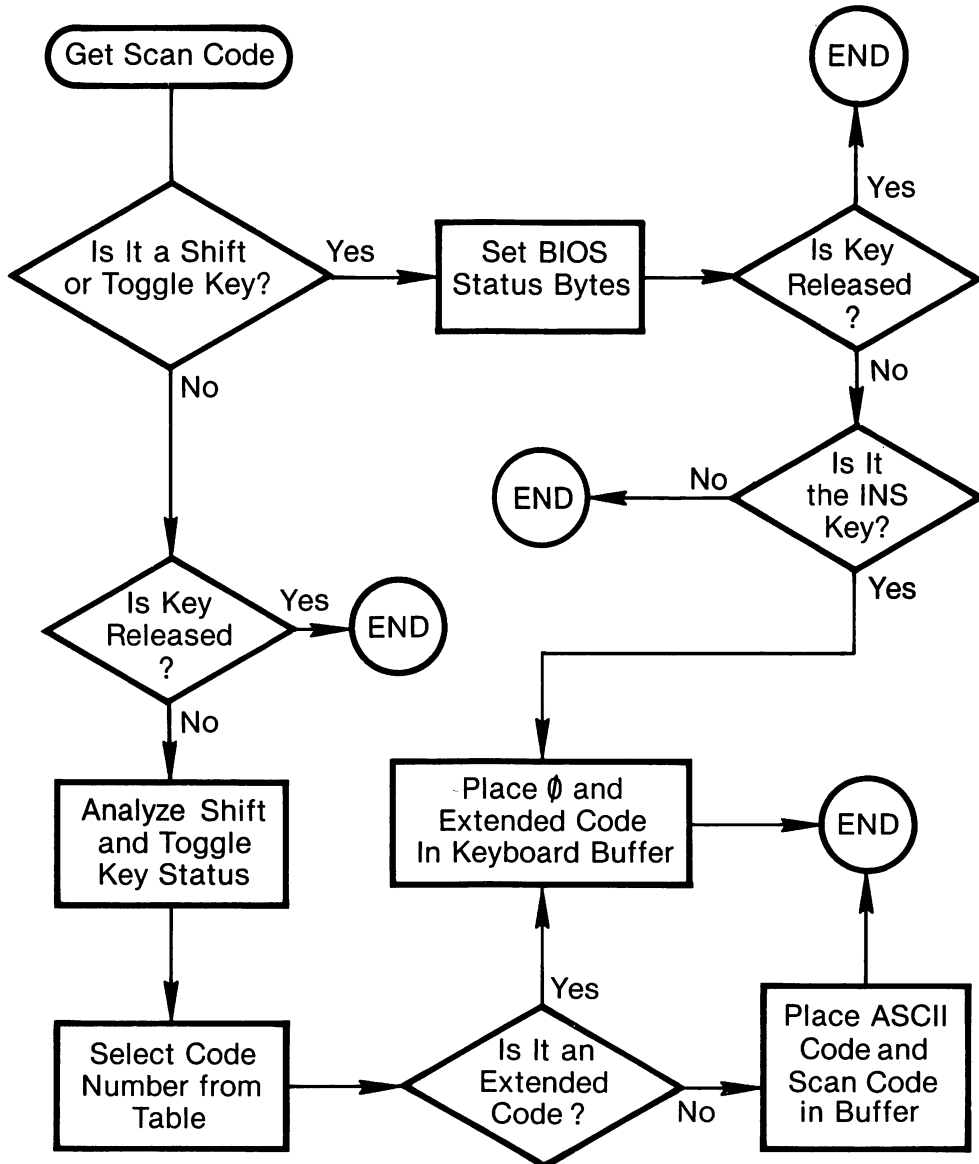 Get Scan Code
END
Yes
Is It a Shift
or Toggle Key?
Yes
Set BIOS
Status Bytes
Is Key
Released
?
No
No
Is It
the INS
Key?
No
END
Yes
Is Key
Released
?
Yes
END
No
Analyze Shift
and Toggle
Key Status
Place 0 and
Extended Code
In Keyboard Buffer
END
Yes
Select Code
Number from
Table
Is It an
Extended
Code?
No
Place ASCII
Code and
Scan Code
in Buffer